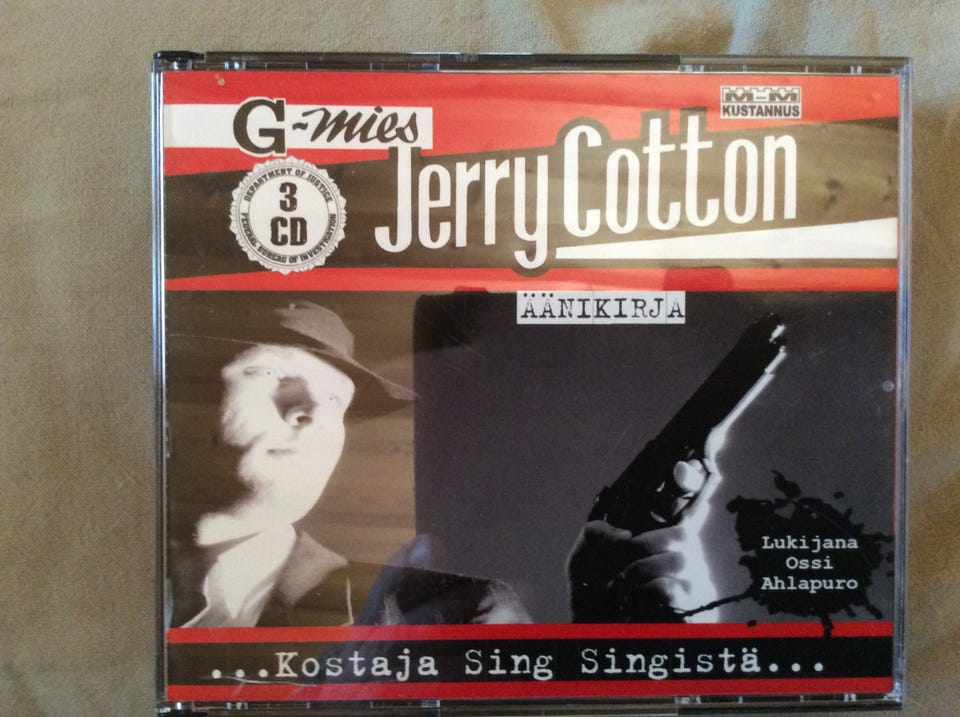 G-mies
M-M
KUSTANNUS
Jerry Cotton
DEPARTMENT OF JUSTICE
3
CD
FEDERAL BUREAU OF INVESTIGATION
ÄÄNIKIRJA
Lukijana
Ossi
Ahlapuro
...Kostaja Sing Singistä...